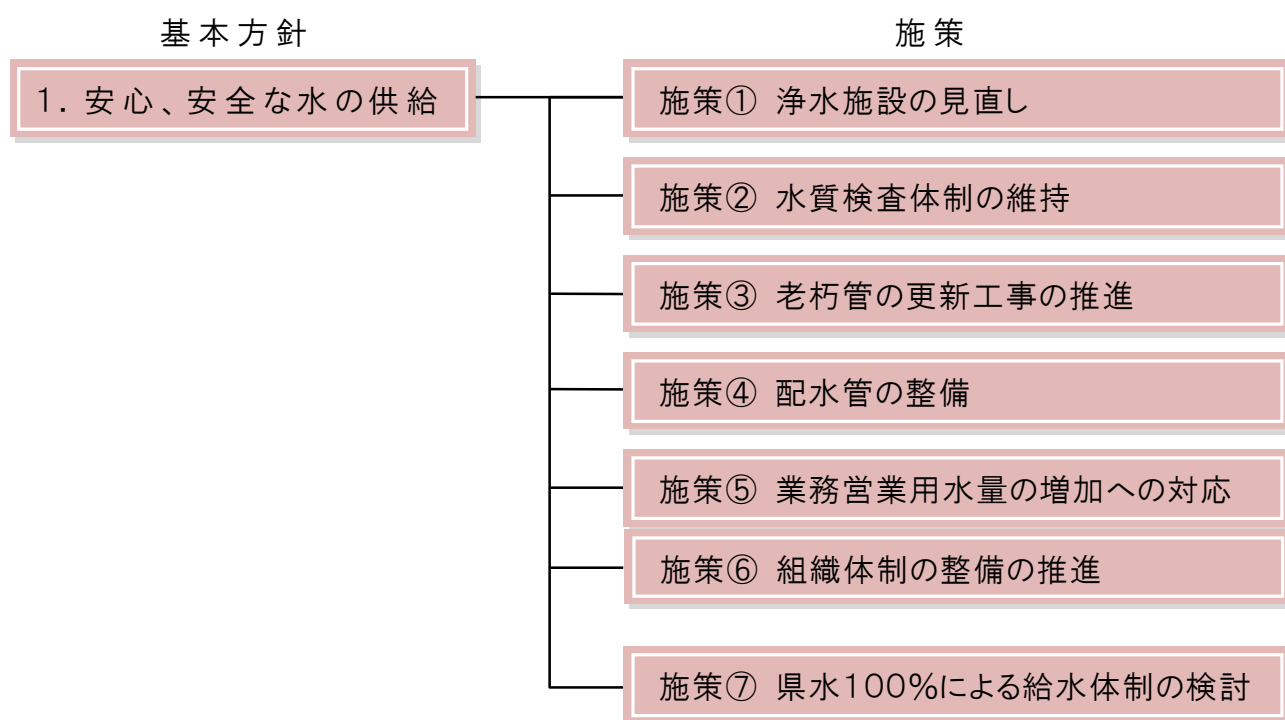 基本方針
施策
1. 安心、安全な水の供給
施策① 浄水施設の見直し
施策② 水質検査体制の維持
施策③ 老朽管の更新工事の推進
施策④ 配水管の整備
施策⑤ 業務営業用水量の増加への対応
施策⑥ 組織体制の整備の推進
施策⑦ 県水100%による給水体制の検討